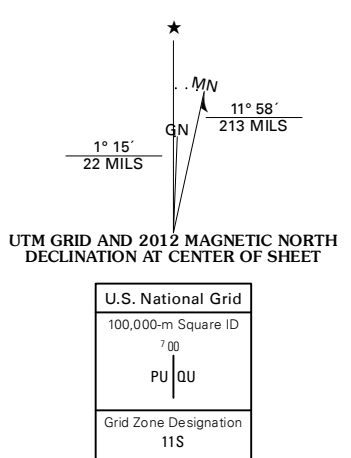 ★
MN
GN
11° 58´
213 MILS
1° 15´
22 MILS
UTM GRID AND 2012 MAGNETIC NORTH
DECLINATION AT CENTER OF SHEET
U.S. National Grid
100,000-m Square ID
7 00
PU QU
Grid Zone Designation
11S